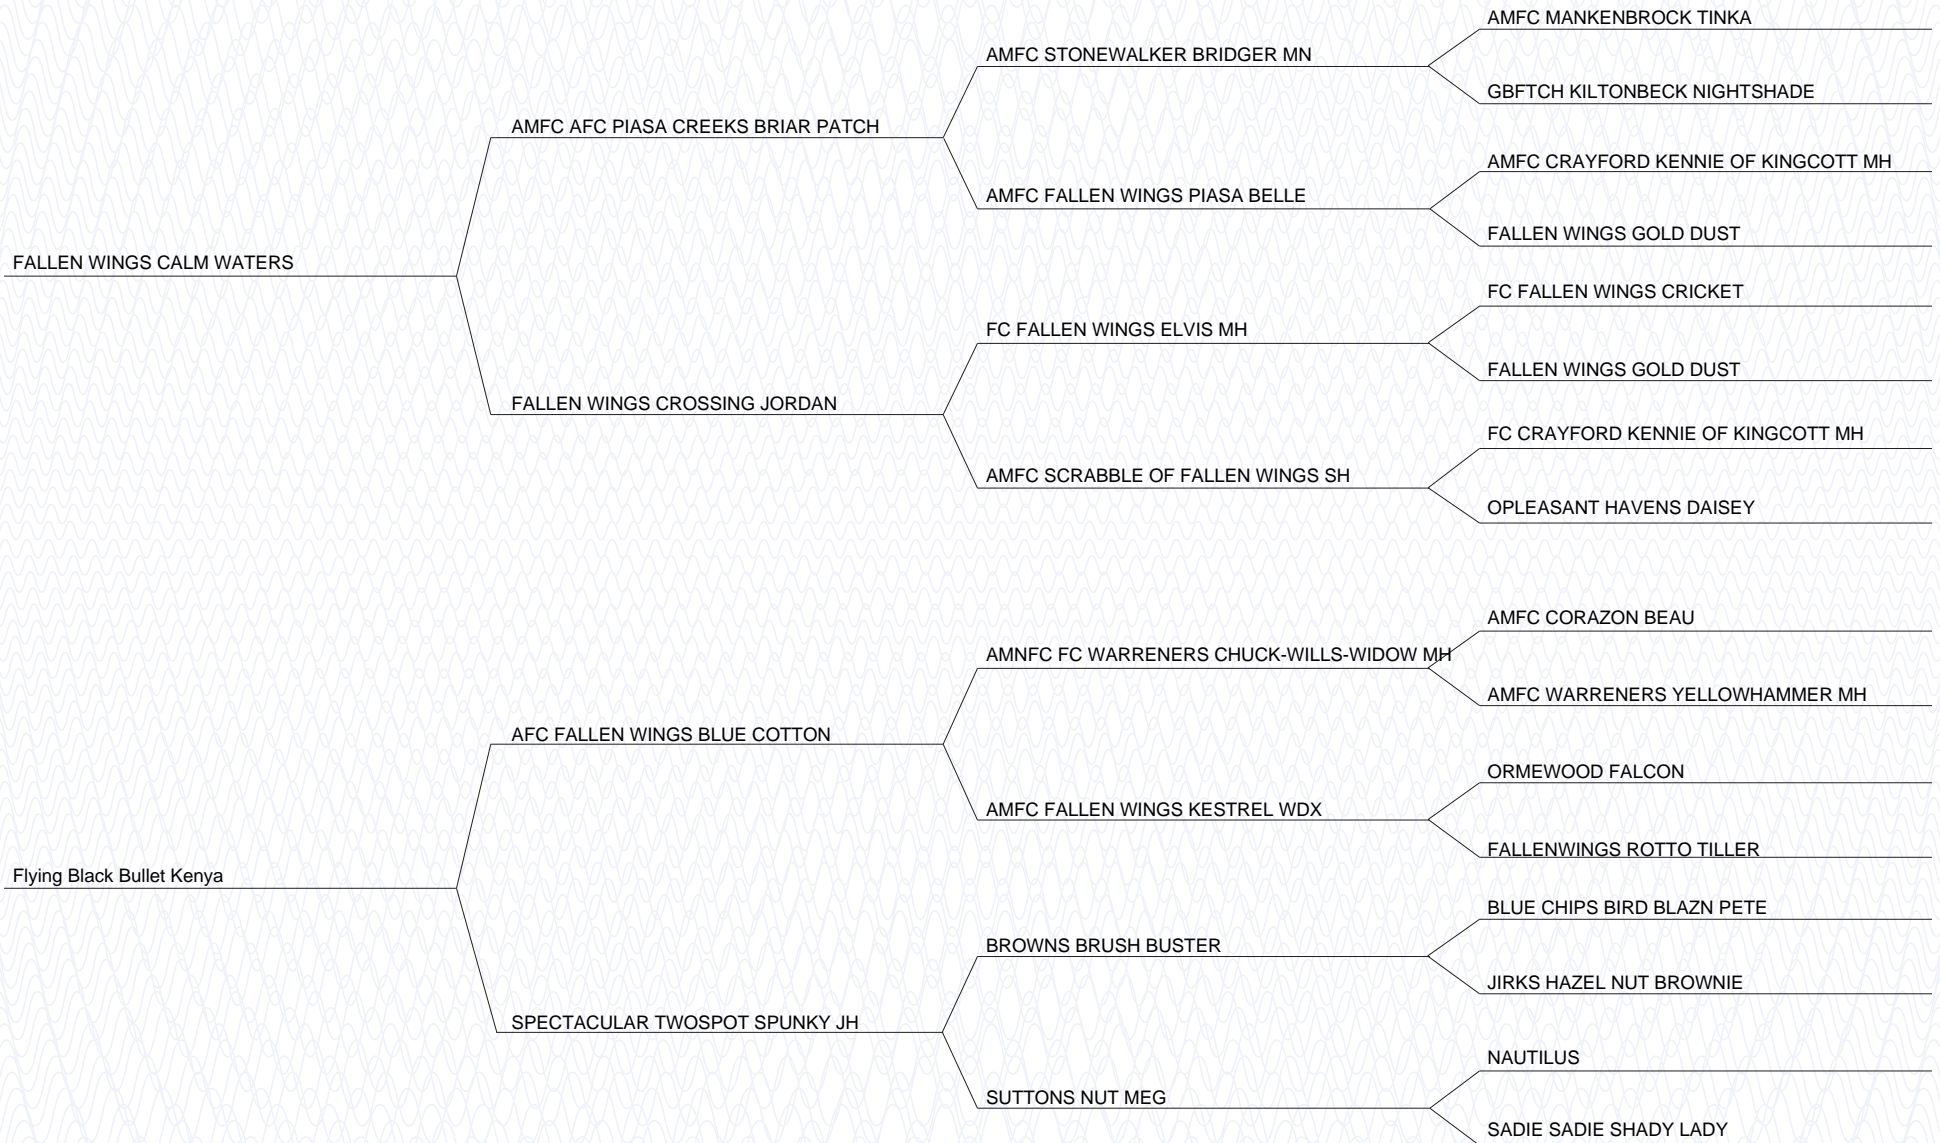 AMFC MANKENBROCK TINKA
AMFC STONEWALKER BRIDGER MN
GBFTCH KILTONBECK NIGHTSHADE
AMFC AFC PIASA CREEKS BRIAR PATCH
AMFC CRAYFORD KENNIE OF KINGCOTT MH
AMFC FALLEN WINGS PIASA BELLE
FALLEN WINGS GOLD DUST
FALLEN WINGS CALM WATERS
FC FALLEN WINGS CRICKET
FC FALLEN WINGS ELVIS MH
FALLEN WINGS GOLD DUST
FALLEN WINGS CROSSING JORDAN
FC CRAYFORD KENNIE OF KINGCOTT MH
AMFC SCRABBLE OF FALLEN WINGS SH
OPLEASANT HAVENS DAISEY
AMFC CORAZON BEAU
AMNFC FC WARRENERS CHUCK-WILLS-WIDOW MH
AMFC WARRENERS YELLOWHAMMER MH
AFC FALLEN WINGS BLUE COTTON
ORMEWOOD FALCON
AMFC FALLEN WINGS KESTREL WDX
FALLENWINGS ROTTO TILLER
Flying Black Bullet Kenya
BLUE CHIPS BIRD BLAZN PETE
BROWNS BRUSH BUSTER
JIRKS HAZEL NUT BROWNIE
SPECTACULAR TWOSPOT SPUNKY JH
NAUTILUS
SUTTONS NUT MEG
SADIE SADIE SHADY LADY